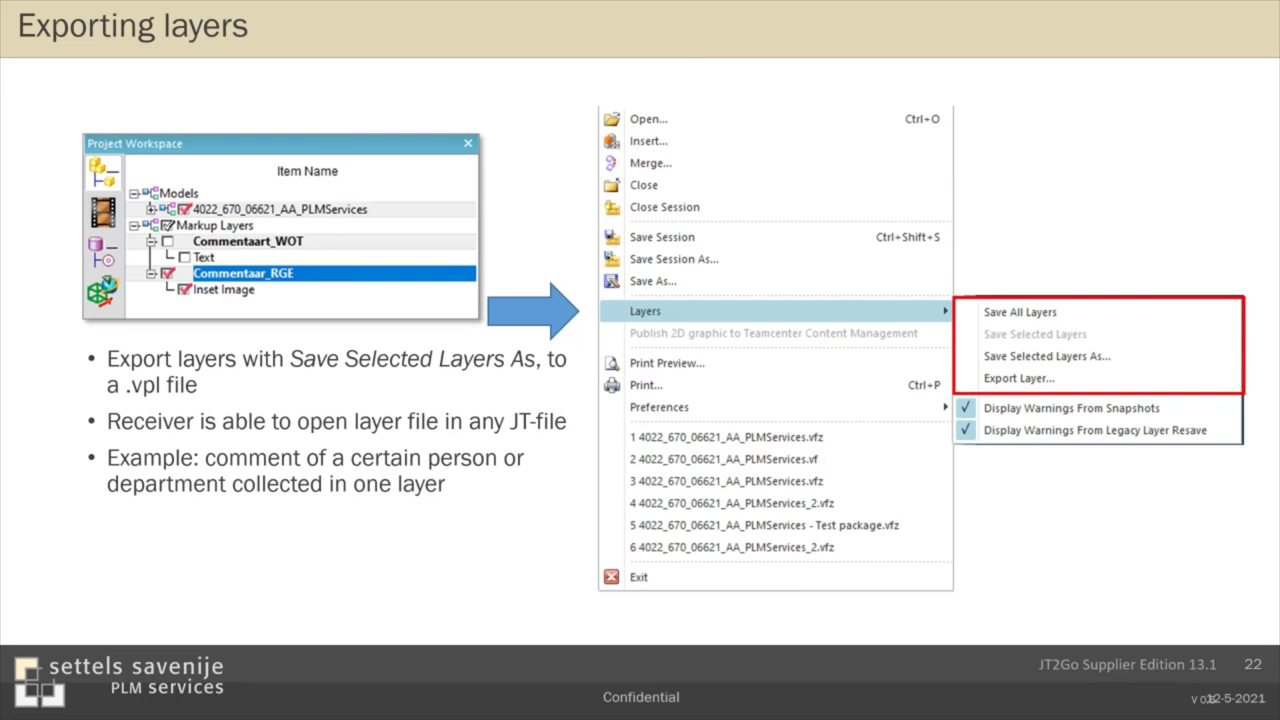 Exporting layers
Project Workspace
Item Name
Models
4022_670_06621_AA_PLMServices
Markup Layers
Commentaart_WOT
Text
Commentaar_RGE
Inset Image
• Export layers with Save Selected Layers As, to
a .vpl file
• Receiver is able to open layer file in any JT-file
• Example: comment of a certain person or
department collected in one layer
Open... Ctrl+O
Insert...
Merge...
Close
Close Session
Save Session Ctrl+Shift+S
Save Session As...
Save As...
Layers
Publish 2D graphic to Teamcenter Content Management
Print Preview...
Print... Ctrl+P
Preferences
1 4022_670_06621_AA_PLMServices.vfz
2 4022_670_06621_AA_PLMServices.vf
3 4022_670_06621_AA_PLMServices.vfz
4 4022_670_06621_AA_PLMServices_2.vfz
5 4022_670_06621_AA_PLMServices - Test package.vfz
6 4022_670_06621_AA_PLMServices_2.vfz
Exit
Save All Layers
Save Selected Layers
Save Selected Layers As...
Export Layer...
Display Warnings From Snapshots
Display Warnings From Legacy Layer Resave
settels savenije
PLM services
Confidential
JT2Go Supplier Edition 13.1 22
12-5-2021